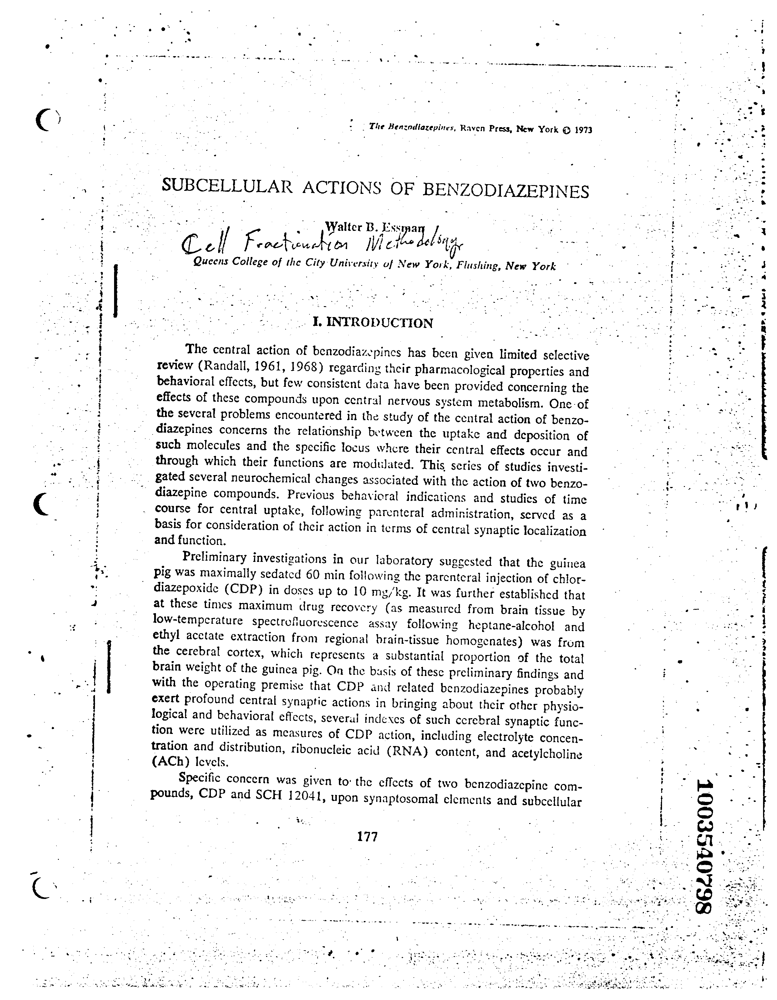 The Benzodiazepines, Raven Press, New York © 1973
SUBCELLULAR ACTIONS OF BENZODIAZEPINES
Walter B. Essman
Cell Fractionation Methodology
Queens College of the City University of New York, Flushing, New York
I. INTRODUCTION
The central action of benzodiazepines has been given limited selective
review (Randall, 1961, 1968) regarding their pharmacological properties and
behavioral effects, but few consistent data have been provided concerning the
effects of these compounds upon central nervous system metabolism. One of
the several problems encountered in the study of the central action of benzo-
diazepines concerns the relationship between the uptake and deposition of
such molecules and the specific locus where their central effects occur and
through which their functions are modulated. This series of studies investi-
gated several neurochemical changes associated with the action of two benzo-
diazepine compounds. Previous behavioral indications and studies of time
course for central uptake, following parenteral administration, served as a
basis for consideration of their action in terms of central synaptic localization
and function.
Preliminary investigations in our laboratory suggested that the guinea
pig was maximally sedated 60 min following the parenteral injection of chlor-
diazepoxide (CDP) in doses up to 10 mg/kg. It was further established that
at these times maximum drug recovery (as measured from brain tissue by
low-temperature spectrofluorescence assay following heptane-alcohol and
ethyl acetate extraction from regional brain-tissue homogenates) was from
the cerebral cortex, which represents a substantial proportion of the total
brain weight of the guinea pig. On the basis of these preliminary findings and
with the operating premise that CDP and related benzodiazepines probably
exert profound central synaptic actions in bringing about their other physio-
logical and behavioral effects, several indexes of such cerebral synaptic func-
tion were utilized as measures of CDP action, including electrolyte concen-
tration and distribution, ribonucleic acid (RNA) content, and acetylcholine
(ACh) levels.
Specific concern was given to the effects of two benzodiazepine com-
pounds, CDP and SCH 12041, upon synaptosomal elements and subcellular
177
1003540798